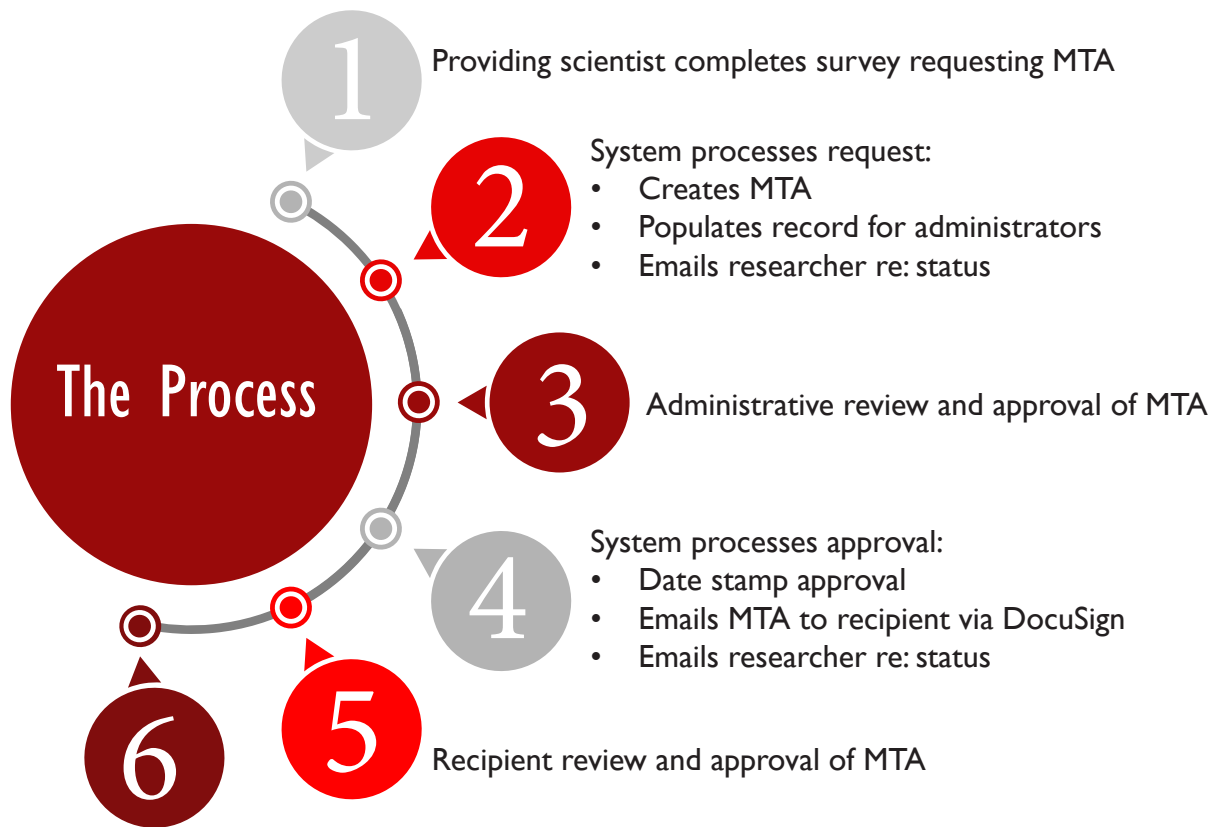 1
Providing scientist completes survey requesting MTA
2
System processes request:
• Creates MTA
• Populates record for administrators
• Emails researcher re: status
The Process
3
Administrative review and approval of MTA
4
System processes approval:
• Date stamp approval
• Emails MTA to recipient via DocuSign
• Emails researcher re: status
5
Recipient review and approval of MTA
6